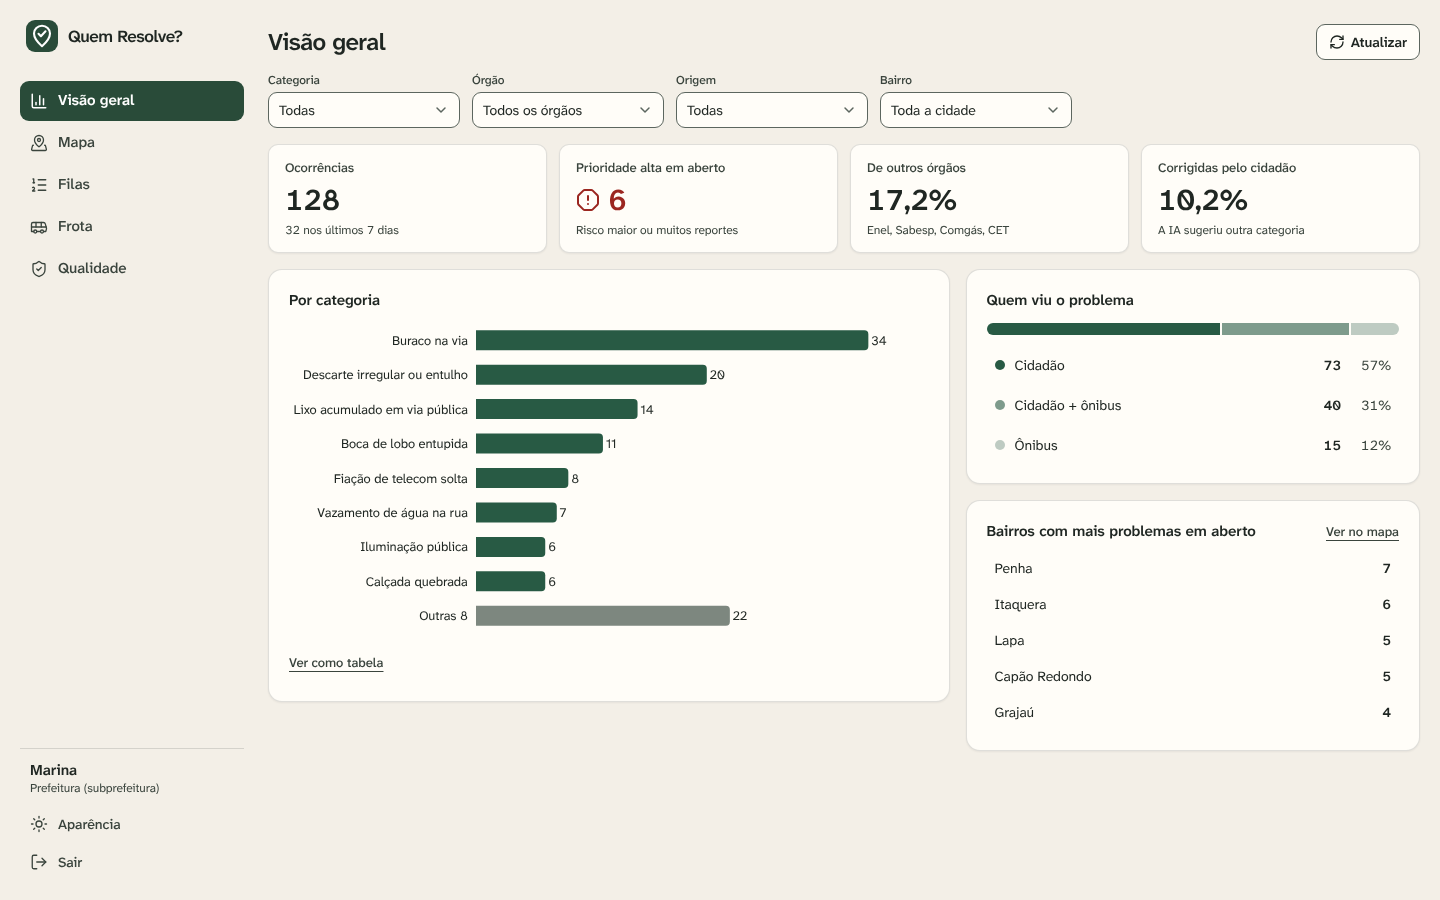 Quem Resolve?
Visão geral
Mapa
Filas
Frota
Qualidade
Marina
Prefeitura (subprefeitura)
Aparência
Sair
Visão geral
Atualizar
Categoria
Todas
Órgão
Todos os órgãos
Origem
Todas
Bairro
Toda a cidade
Ocorrências
128
32 nos últimos 7 dias
Prioridade alta em aberto
6
Risco maior ou muitos reportes
De outros órgãos
17,2%
Enel, Sabesp, Comgás, CET
Corrigidas pelo cidadão
10,2%
A IA sugeriu outra categoria
Por categoria
Buraco na via 34
Descarte irregular ou entulho 20
Lixo acumulado em via pública 14
Boca de lobo entupida 11
Fiação de telecom solta 8
Vazamento de água na rua 7
Iluminação pública 6
Calçada quebrada 6
Outras 8 22
Ver como tabela
Quem viu o problema
Cidadão 73 57%
Cidadão + ônibus 40 31%
Ônibus 15 12%
Bairros com mais problemas em aberto
Ver no mapa
Penha 7
Itaquera 6
Lapa 5
Capão Redondo 5
Grajaú 4